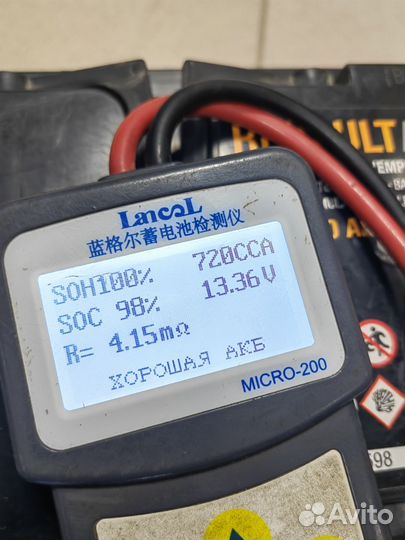 LancoL
蓝格尔蓄电池检测仪
SOH100% 720CCA
SOC 98% 13.36V
R= 4.15mΩ
ХОРОШАЯ АКБ
MICRO-200
598
Avito